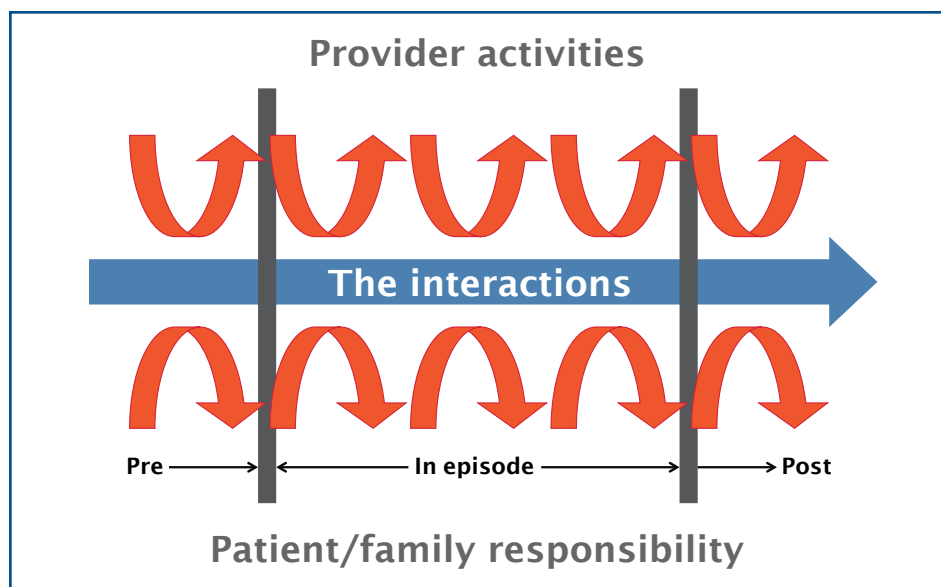 Provider activities
The interactions
Pre In episode Post
Patient/family responsibility